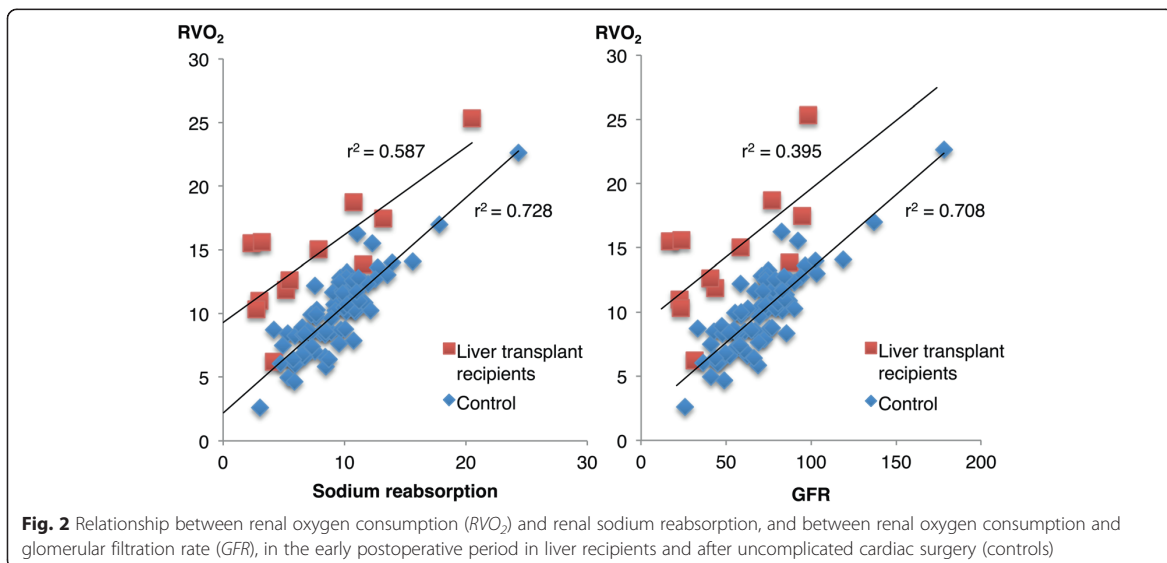 RVO₂
30
25
20
15
10
5
0
r² = 0.587
r² = 0.728
Liver transplant
recipients
Control
0 10 20 30
Sodium reabsorption
RVO₂
30
25
20
15
10
5
0
r² = 0.395
r² = 0.708
Liver transplant
recipients
Control
0 50 100 150 200
GFR
Fig. 2 Relationship between renal oxygen consumption (RVO₂) and renal sodium reabsorption, and between renal oxygen consumption and
glomerular filtration rate (GFR), in the early postoperative period in liver recipients and after uncomplicated cardiac surgery (controls)